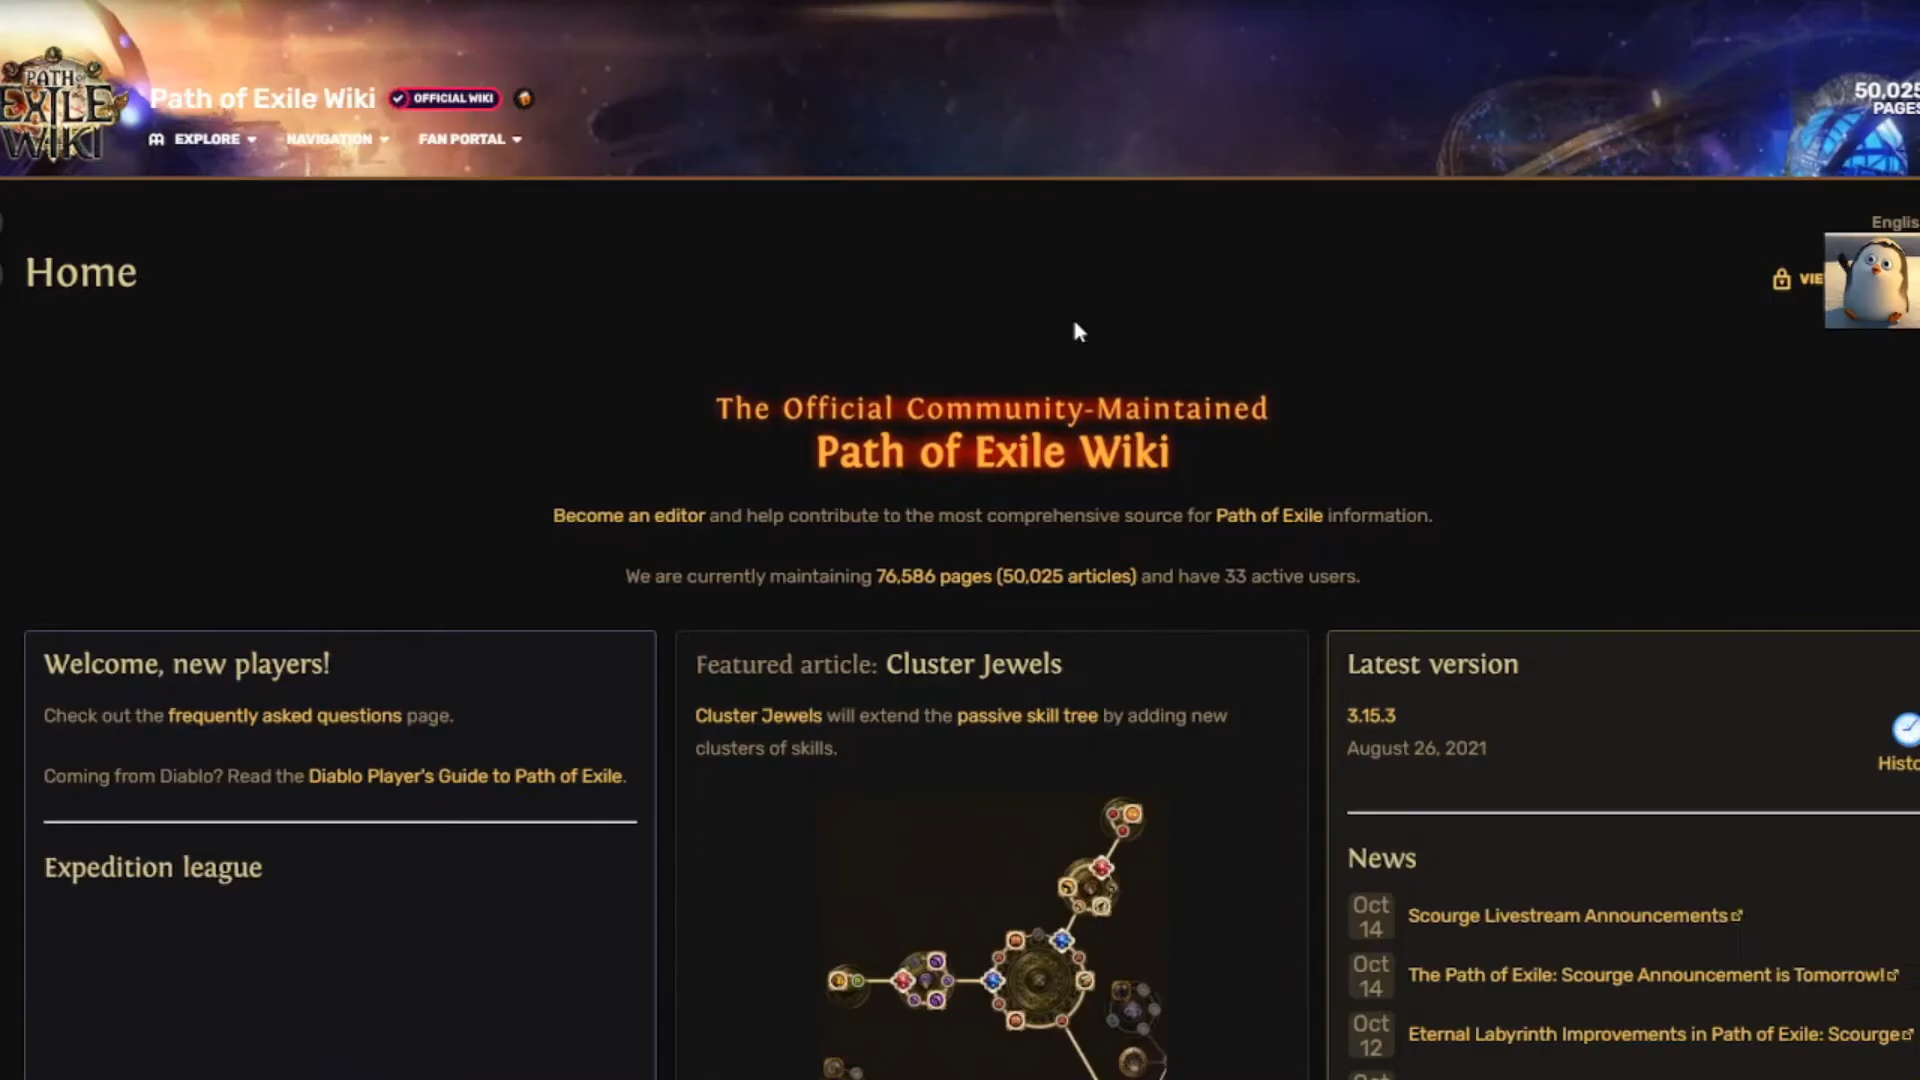 PATH OF
EXILE
WIKI
Path of Exile Wiki
OFFICIAL WIKI
EXPLORE
NAVIGATION
FAN PORTAL
50,025
PAGES
Englis
Home
VIE
The Official Community-Maintained
Path of Exile Wiki
Become an editor and help contribute to the most comprehensive source for Path of Exile information.
We are currently maintaining 76,586 pages (50,025 articles) and have 33 active users.
Welcome, new players!
Check out the frequently asked questions page.
Coming from Diablo? Read the Diablo Player's Guide to Path of Exile.
Expedition league
Featured article: Cluster Jewels
Cluster Jewels will extend the passive skill tree by adding new
clusters of skills.
Latest version
3.15.3
August 26, 2021
Histo
News
Oct
14
Scourge Livestream Announcements
Oct
14
The Path of Exile: Scourge Announcement is Tomorrow!
Oct
12
Eternal Labyrinth Improvements in Path of Exile: Scourge